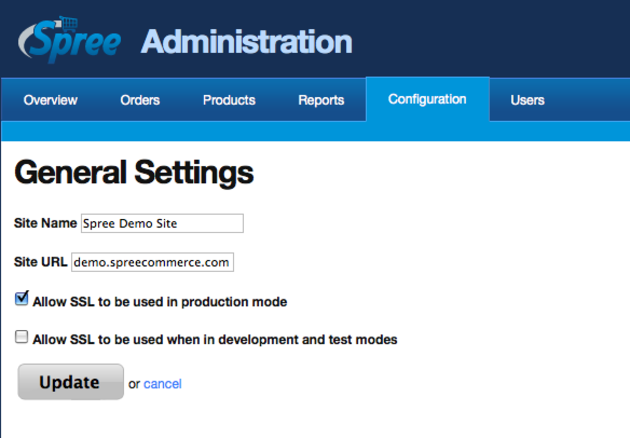 Spree Administration
Overview Orders Products Reports Configuration Users
General Settings
Site Name Spree Demo Site
Site URL demo.spreecommerce.com
Allow SSL to be used in production mode
Allow SSL to be used when in development and test modes
Update or cancel